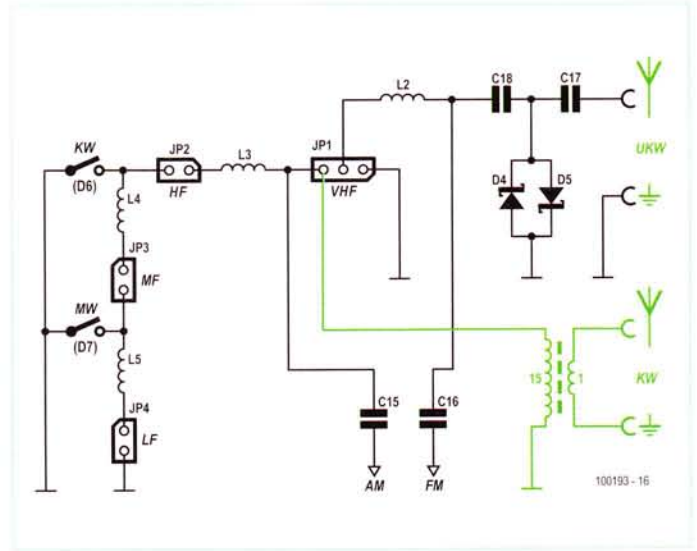 C18
C17
L2
UKW
KW
(D6)
JP2
HF
L3
JP1
VHF
D4
D5
L4
JP3
MF
MW
(D7)
L5
JP4
LF
C15
C16
AM
FM
15
1
KW
100193 - 16